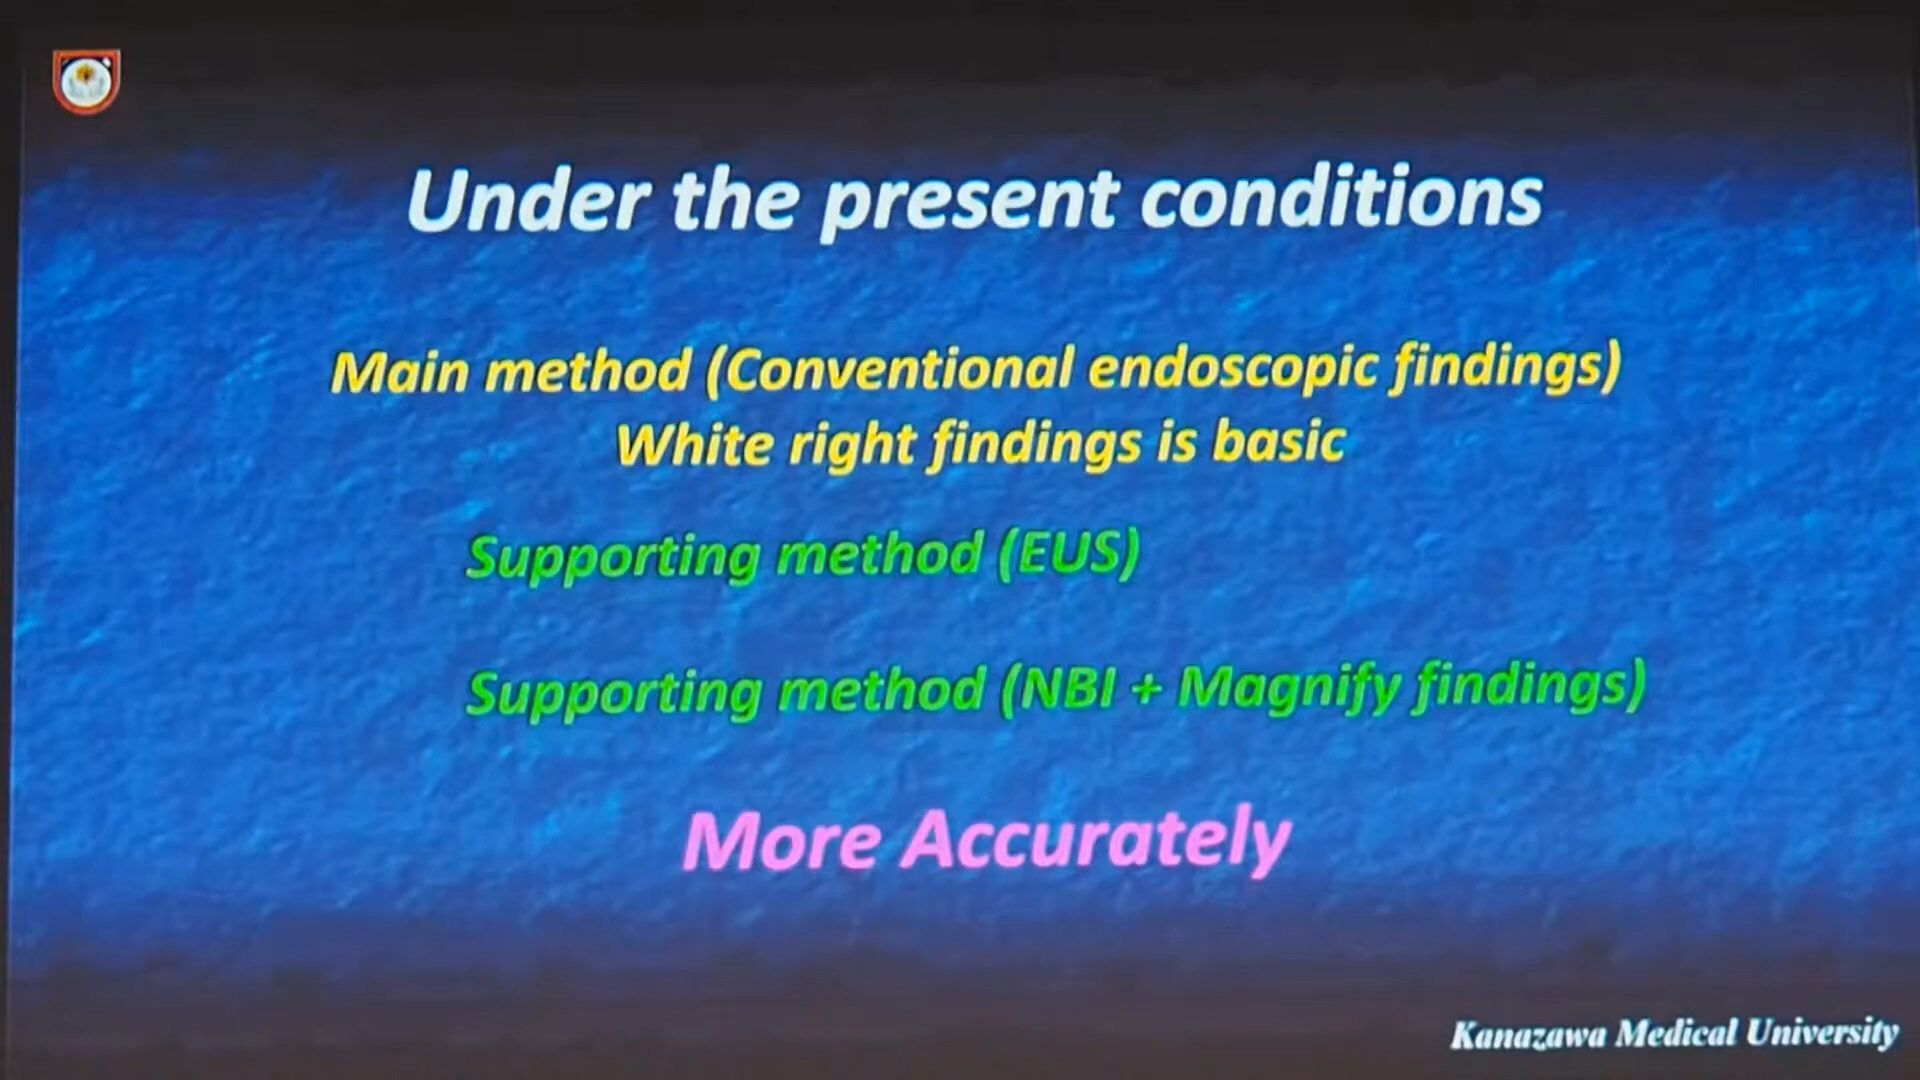 Under the present conditions
Main method (Conventional endoscopic findings)
White right findings is basic
Supporting method (EUS)
Supporting method (NBI + Magnify findings)
More Accurately
Kanazawa Medical University